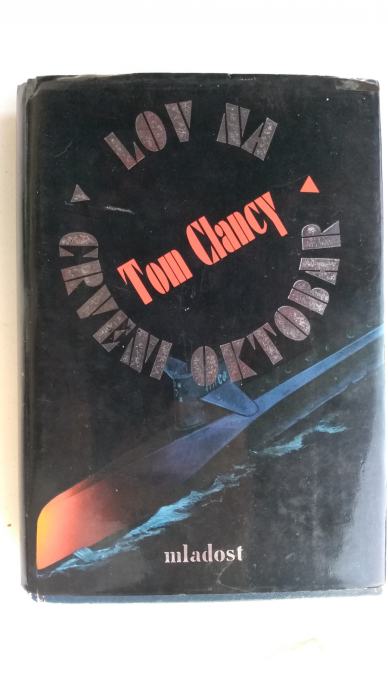 LOV NA
CRVENI OKTOBAR
Tom Clancy
mladost